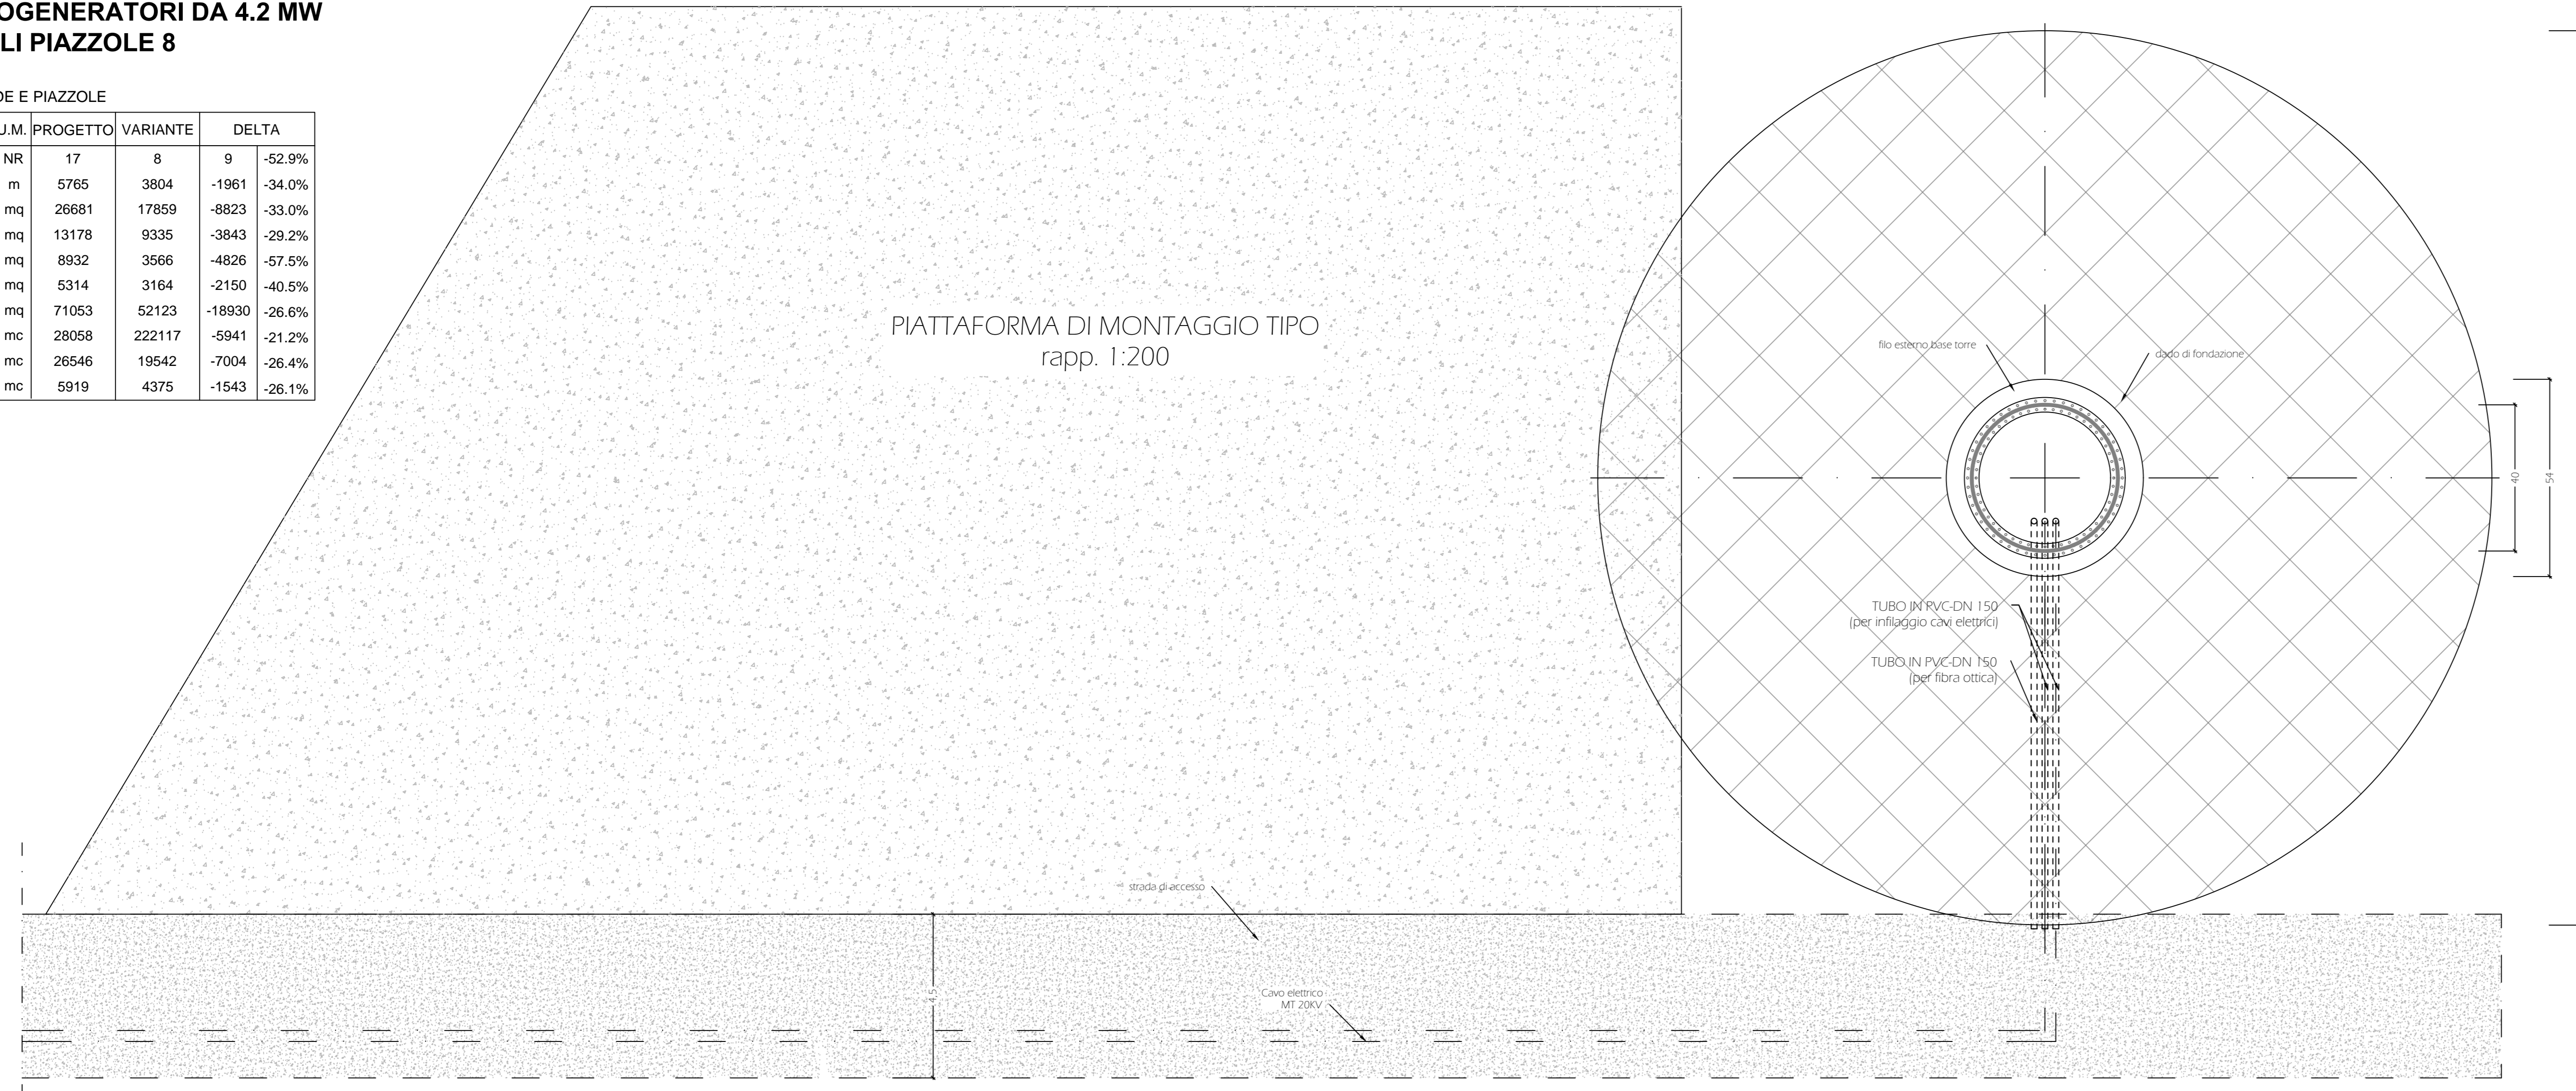 OGENERATORI DA 4.2 MW
LI PIAZZOLE 8
DE E PIAZZOLE
U.M. PROGETTO VARIANTE DELTA
NR 17 8 9 -52.9%
m 5765 3804 -1961 -34.0%
mq 26681 17859 -8823 -33.0%
mq 13178 9335 -3843 -29.2%
mq 8932 3566 -4826 -57.5%
mq 5314 3164 -2150 -40.5%
mq 71053 52123 -18930 -26.6%
mc 28058 222117 -5941 -21.2%
mc 26546 19542 -7004 -26.4%
mc 5919 4375 -1543 -26.1%
PIATTAFORMA DI MONTAGGIO TIPO
rapp. 1:200
filo esterno base torre
dado di fondazione
40
54
TUBO IN PVC-DN 150
(per infilaggio cavi elettrici)
TUBO IN PVC-DN 150
(per fibra ottica)
strada di accesso
4.5
Cavo elettrico
MT 20KV